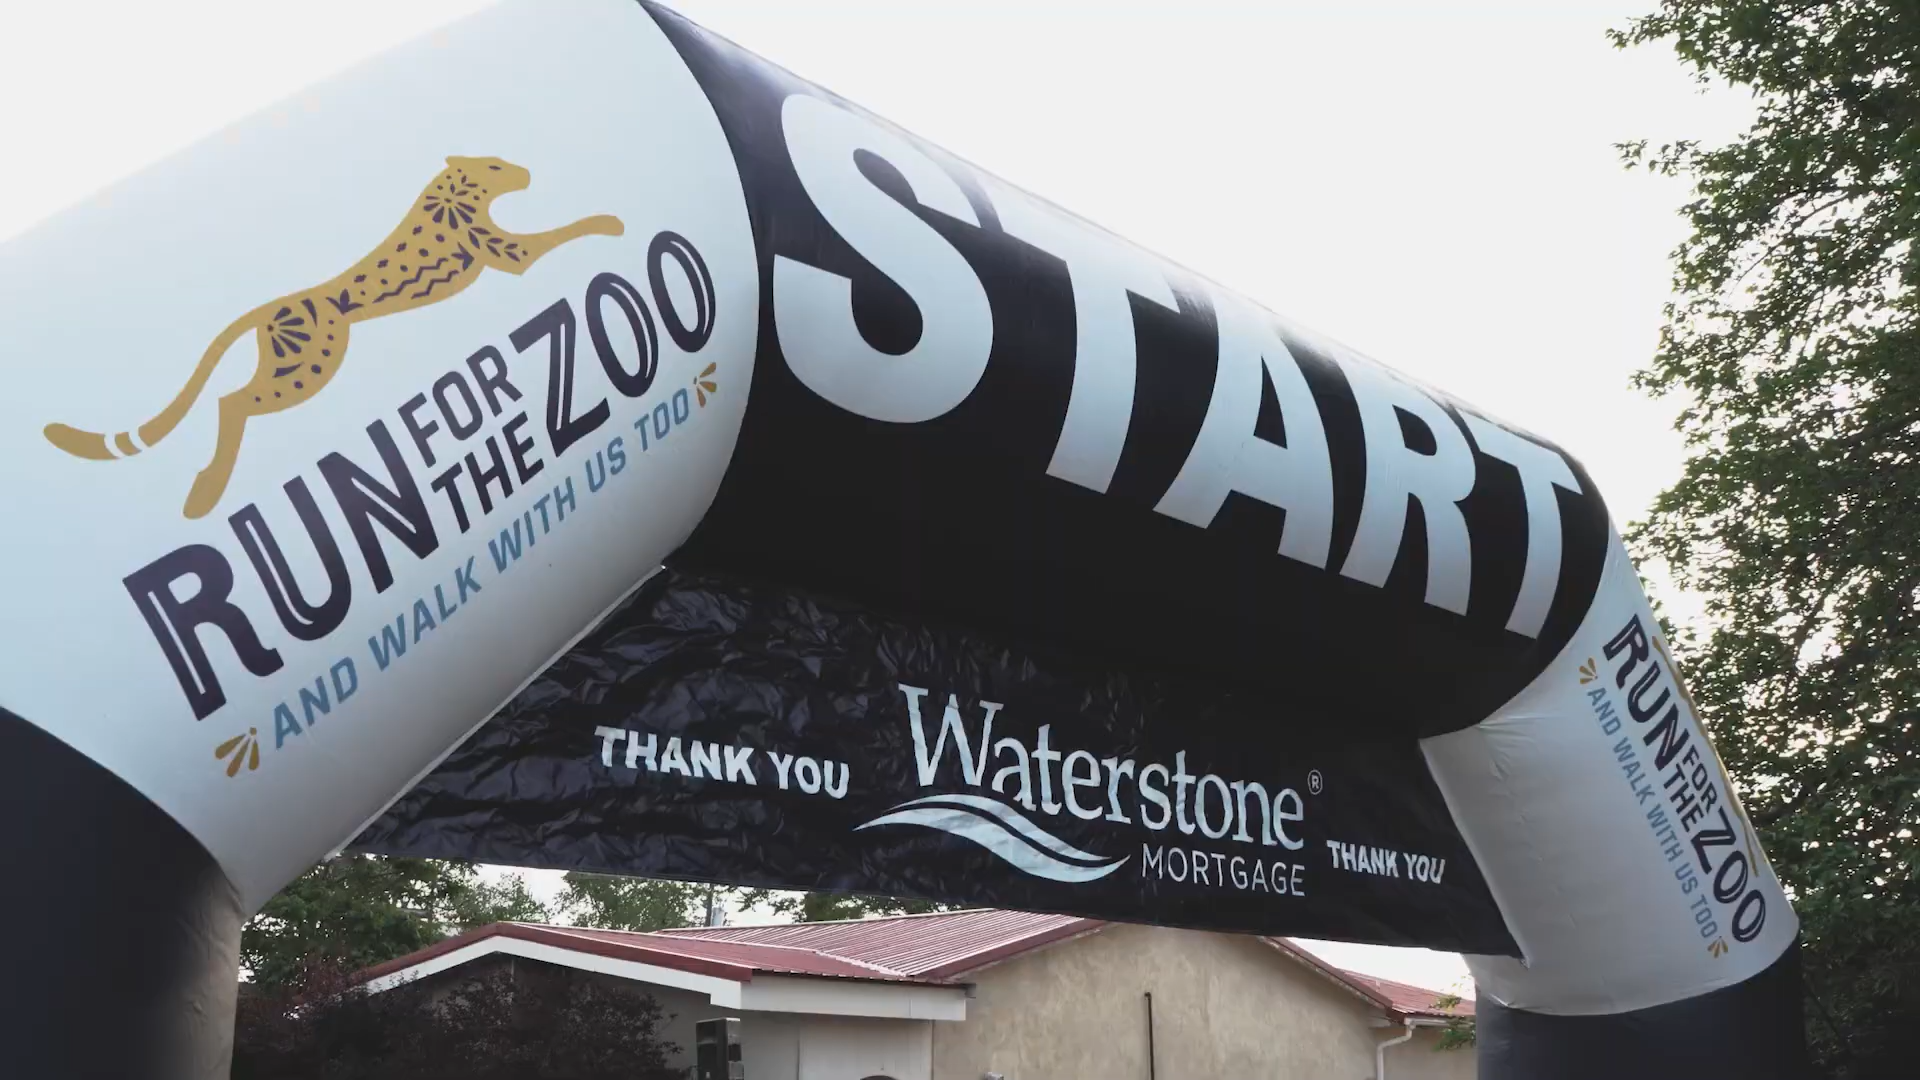 RUN FOR THE ZOO
AND WALK WITH US TOO
START
THANK YOU
Waterstone®
MORTGAGE
THANK YOU
RUN FOR THE ZOO
AND WALK WITH US TOO